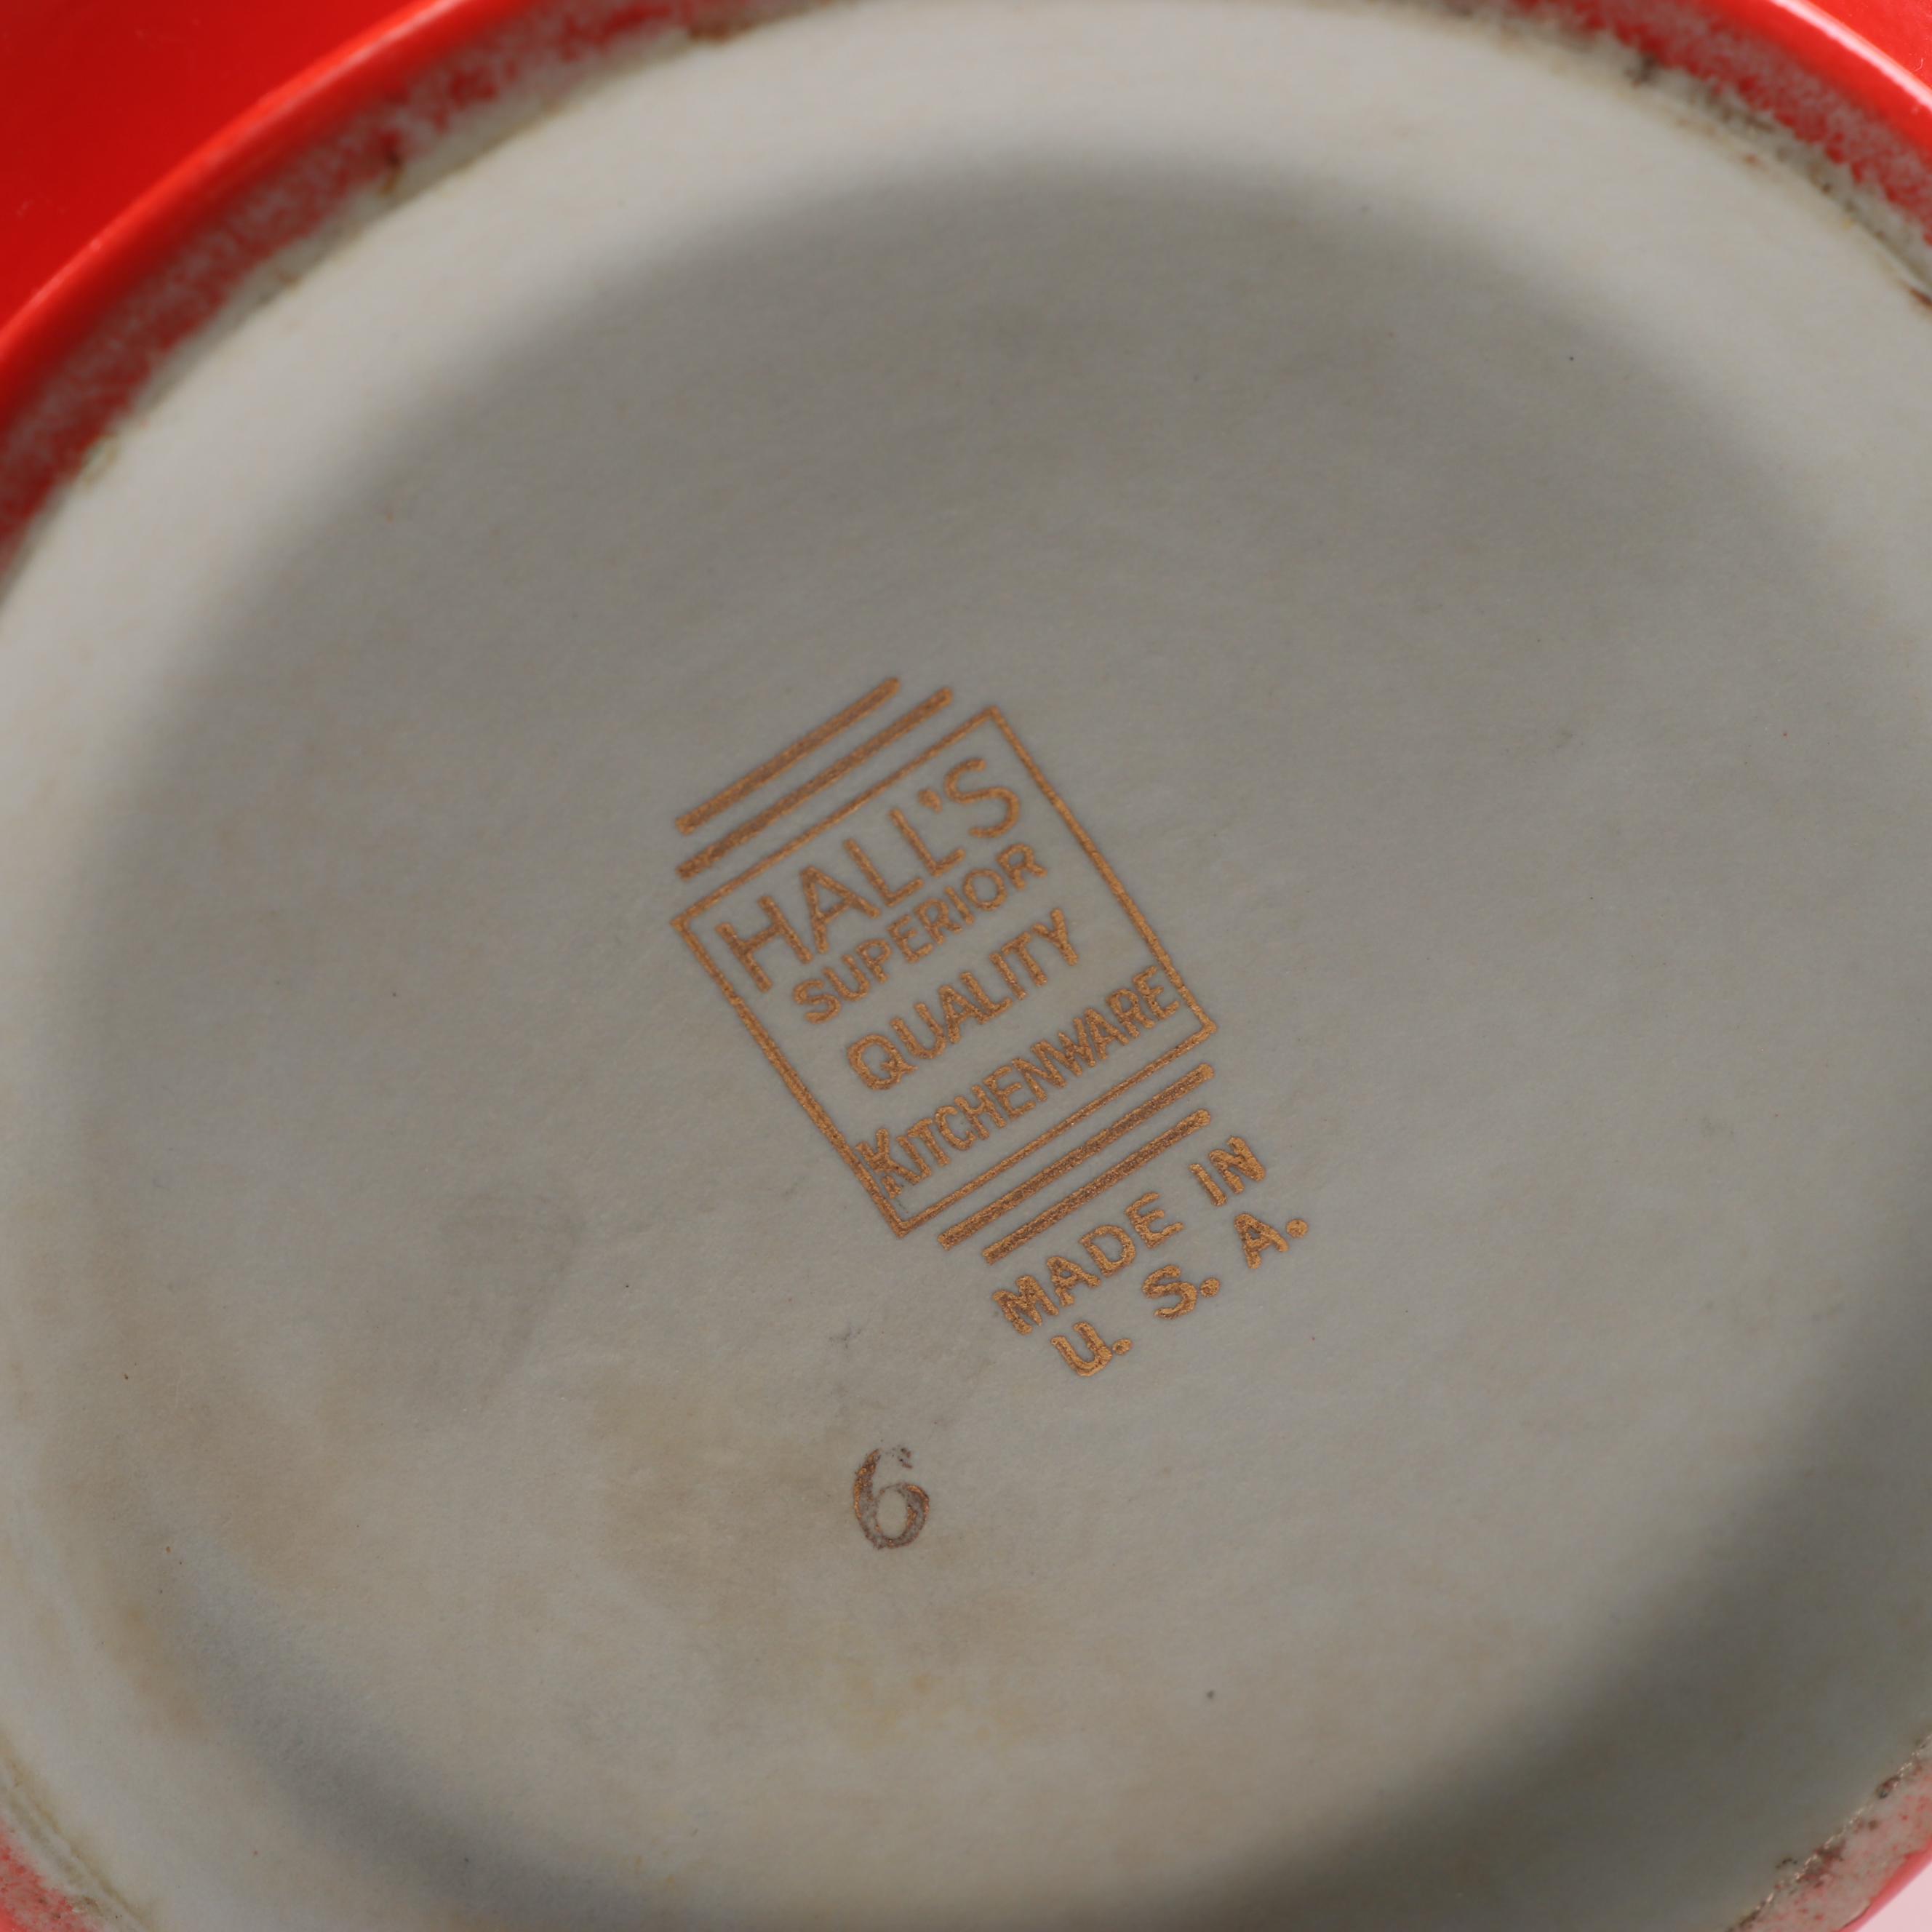 HALL'S
SUPERIOR
QUALITY
KITCHENWARE
MADE IN
U. S. A.
6